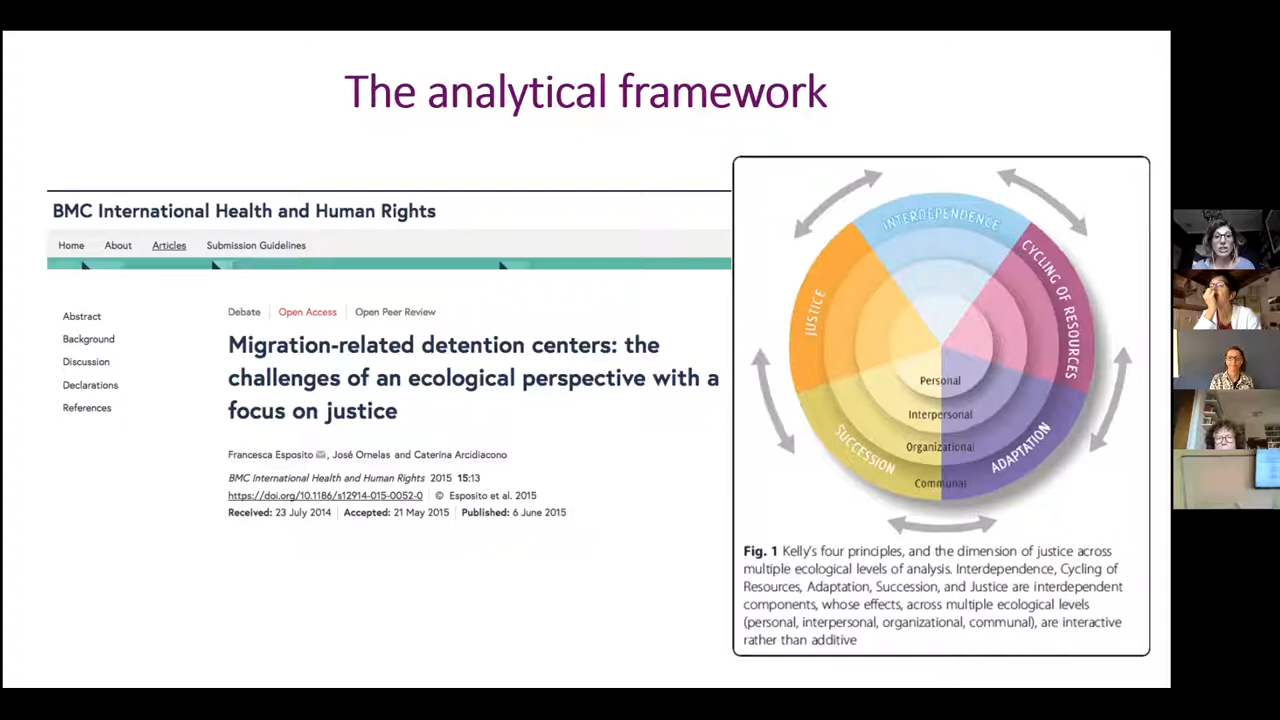 The analytical framework
BMC International Health and Human Rights
Home About Articles Submission Guidelines
Abstract
Background
Discussion
Declarations
References
Debate Open Access Open Peer Review
Migration-related detention centers: the
challenges of an ecological perspective with a
focus on justice
Francesca Esposito, José Ornelas and Caterina Arcidiacono
BMC International Health and Human Rights 2015 15:13
https://doi.org/10.1186/s12914-015-0052-0 © Esposito et al. 2015
Received: 23 July 2014 Accepted: 21 May 2015 Published: 6 June 2015
INTERDEPENDENCE
CYCLING OF RESOURCES
JUSTICE
SUCCESSION
ADAPTATION
Personal
Interpersonal
Organizational
Communal
Fig. 1 Kelly's four principles, and the dimension of justice across
multiple ecological levels of analysis. Interdependence, Cycling of
Resources, Adaptation, Succession, and Justice are interdependent
components, whose effects, across multiple ecological levels
(personal, interpersonal, organizational, communal), are interactive
rather than additive